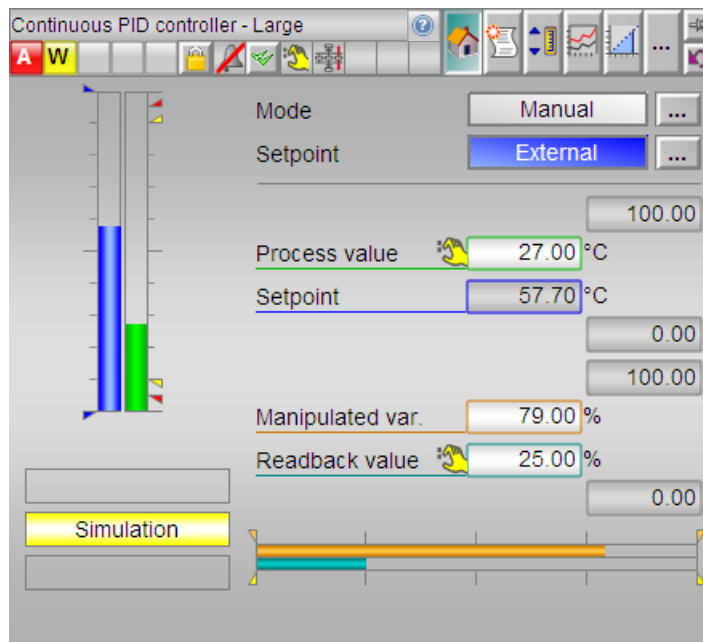 Continuous PID controller - Large
A W
...
Mode Manual ...
Setpoint External ...
100.00
Process value 27.00 °C
Setpoint 57.70 °C
0.00
100.00
Manipulated var. 79.00 %
Readback value 25.00 %
0.00
Simulation